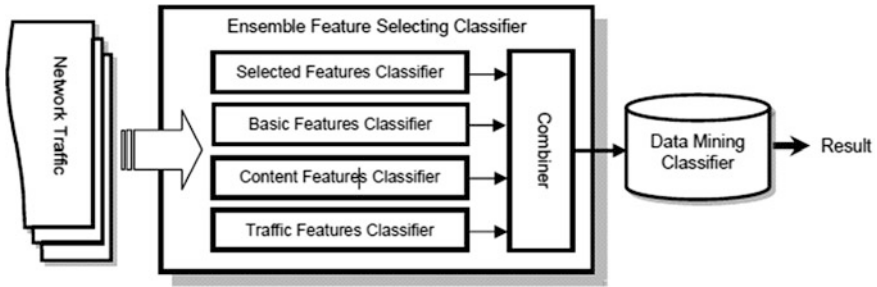 Ensemble Feature Selecting Classifier
Network Traffic
Selected Features Classifier
Basic Features Classifier
Content Features Classifier
Traffic Features Classifier
Combiner
Data Mining
Classifier
Result